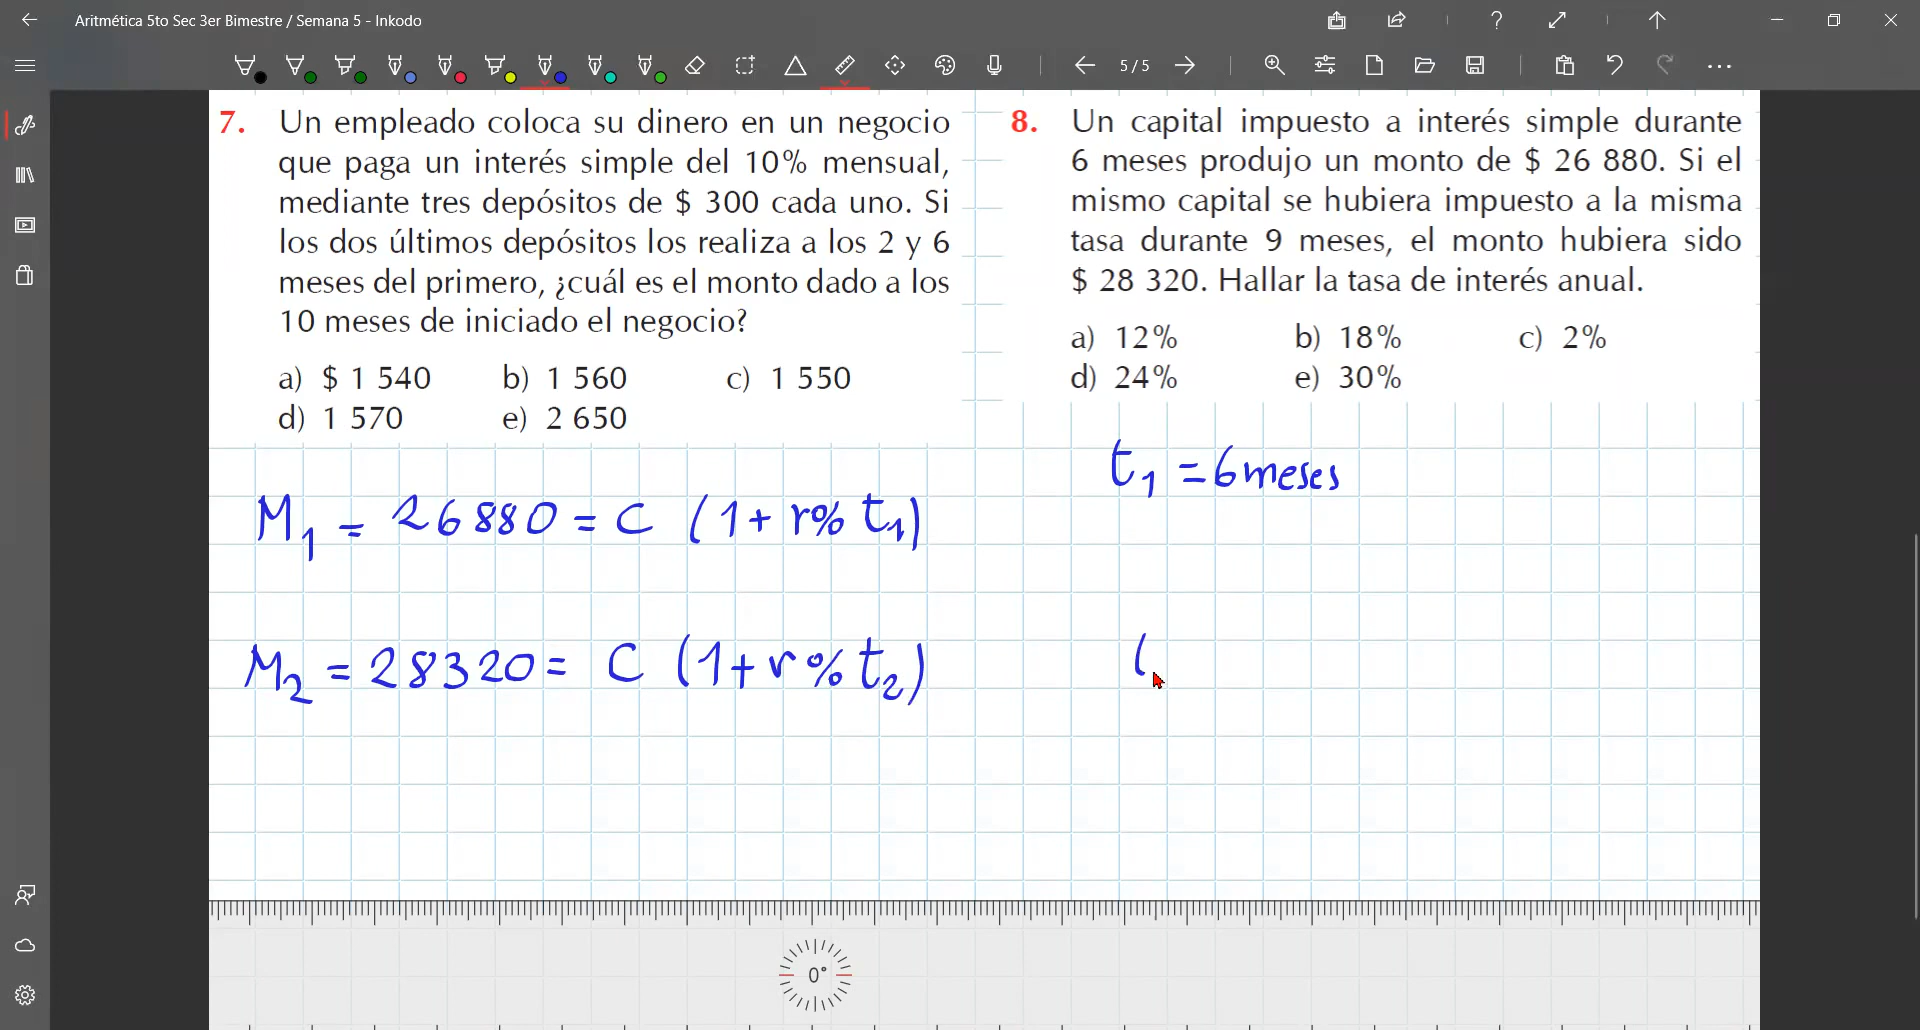 Aritmética 5to Sec 3er Bimestre / Semana 5 - Inkodo
5 / 5
7. Un empleado coloca su dinero en un negocio
que paga un interés simple del 10% mensual,
mediante tres depósitos de $ 300 cada uno. Si
los dos últimos depósitos los realiza a los 2 y 6
meses del primero, ¿cuál es el monto dado a los
10 meses de iniciado el negocio?
a) $ 1 540 b) 1 560 c) 1 550
d) 1 570 e) 2 650
8. Un capital impuesto a interés simple durante
6 meses produjo un monto de $ 26 880. Si el
mismo capital se hubiera impuesto a la misma
tasa durante 9 meses, el monto hubiera sido
$ 28 320. Hallar la tasa de interés anual.
a) 12% b) 18% c) 2%
d) 24% e) 30%
t1 = 6 meses
M1 = 26880 = C (1 + r% t1)
M2 = 28320 = C (1 + r% t2)
(
0°